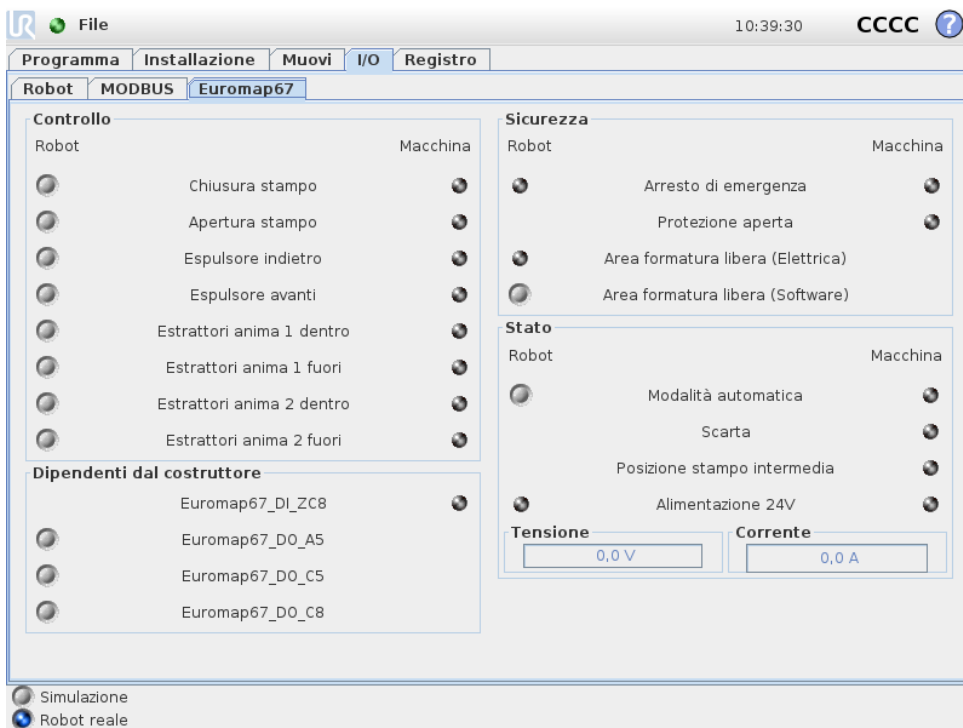 UR File 10:39:30 CCCC ?
Programma Installazione Muovi I/O Registro
Robot MODBUS Euromap67
Controllo
Robot Macchina
Chiusura stampo
Apertura stampo
Espulsore indietro
Espulsore avanti
Estrattori anima 1 dentro
Estrattori anima 1 fuori
Estrattori anima 2 dentro
Estrattori anima 2 fuori
Dipendenti dal costruttore
Euromap67_DI_ZC8
Euromap67_DO_A5
Euromap67_DO_C5
Euromap67_DO_C8
Sicurezza
Robot Macchina
Arresto di emergenza
Protezione aperta
Area formatura libera (Elettrica)
Area formatura libera (Software)
Stato
Robot Macchina
Modalità automatica
Scarta
Posizione stampo intermedia
Alimentazione 24V
Tensione Corrente
0,0 V 0,0 A
Simulazione
Robot reale